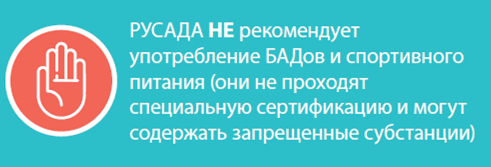 РУСАДА НЕ рекомендует
употребление БАДов и спортивного
питания (они не проходят
специальную сертификацию и могут
содержать запрещенные субстанции)